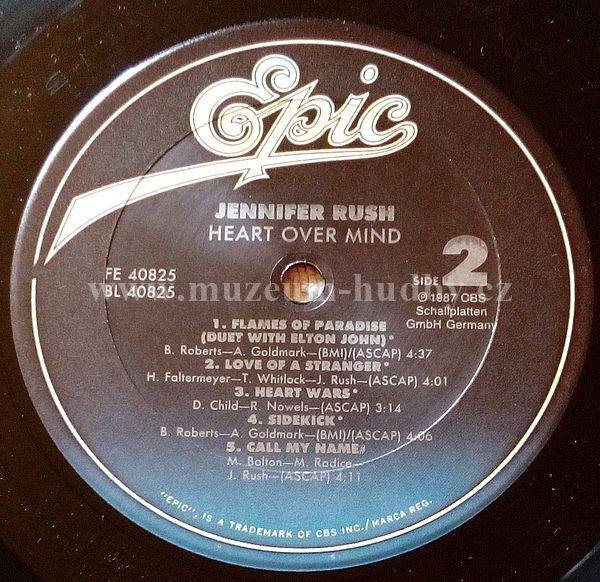 Epic
JENNIFER RUSH
HEART OVER MIND
FE 40825
BL 40825
SIDE 2
℗ 1987 CBS
Schallplatten
GmbH Germany
www.muzeum-hudby.cz
1. FLAMES OF PARADISE
(DUET WITH ELTON JOHN)*
B. Roberts—A. Goldmark—(BMI)/(ASCAP) 4:37
2. LOVE OF A STRANGER*
H. Faltermeyer—T. Whitlock—J. Rush—(ASCAP) 4:01
3. HEART WARS*
D. Child—R. Nowels—(ASCAP) 3:14
4. SIDEKICK*
B. Roberts—A. Goldmark—(BMI)/(ASCAP) 4:06
5. CALL MY NAME#
M. Bolton—M. Radice—
J. Rush—(ASCAP) 4:11
"EPIC", IS A TRADEMARK OF CBS INC./MARCA REG.